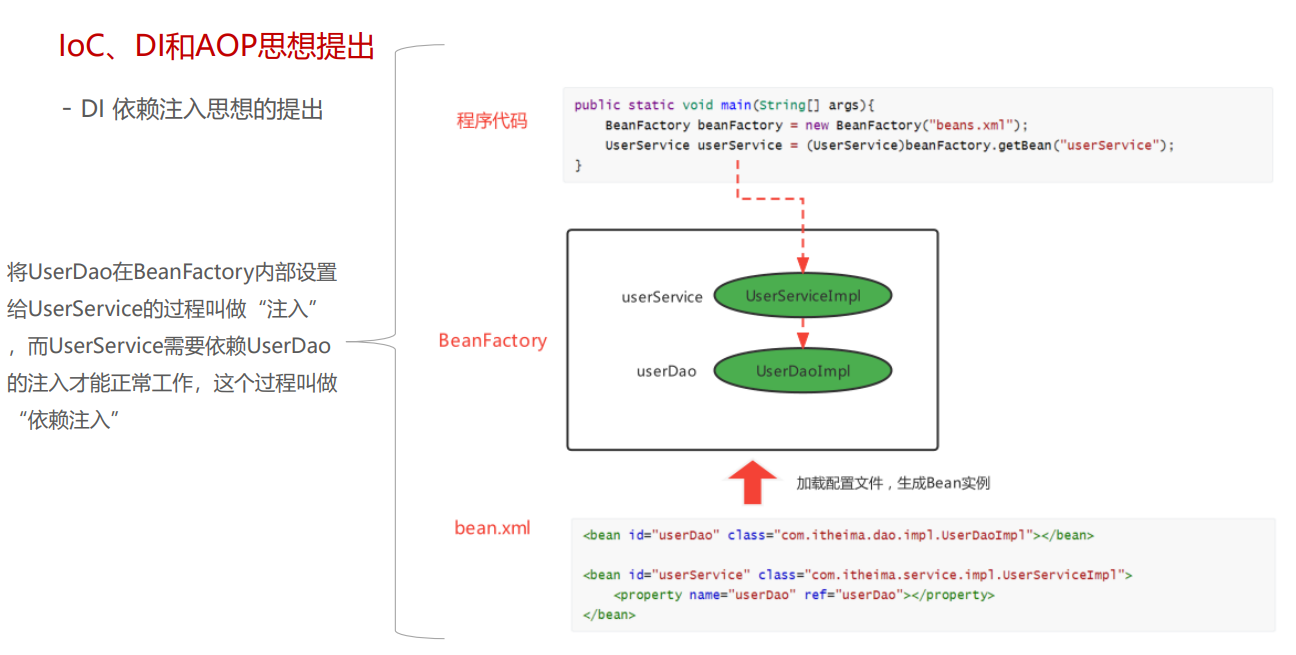 IoC、DI和AOP思想提出
- DI 依赖注入思想的提出
将UserDao在BeanFactory内部设置
给UserService的过程叫做“注入”
，而UserService需要依赖UserDao
的注入才能正常工作，这个过程叫做
“依赖注入”
程序代码
public static void main(String[] args){
    BeanFactory beanFactory = new BeanFactory("beans.xml");
    UserService userService = (UserService)beanFactory.getBean("userService");
}
BeanFactory
userService
UserServiceImpl
userDao
UserDaoImpl
加载配置文件，生成Bean实例
bean.xml
<bean id="userDao" class="com.itheima.dao.impl.UserDaoImpl"></bean>
<bean id="userService" class="com.itheima.service.impl.UserServiceImpl">
    <property name="userDao" ref="userDao"></property>
</bean>